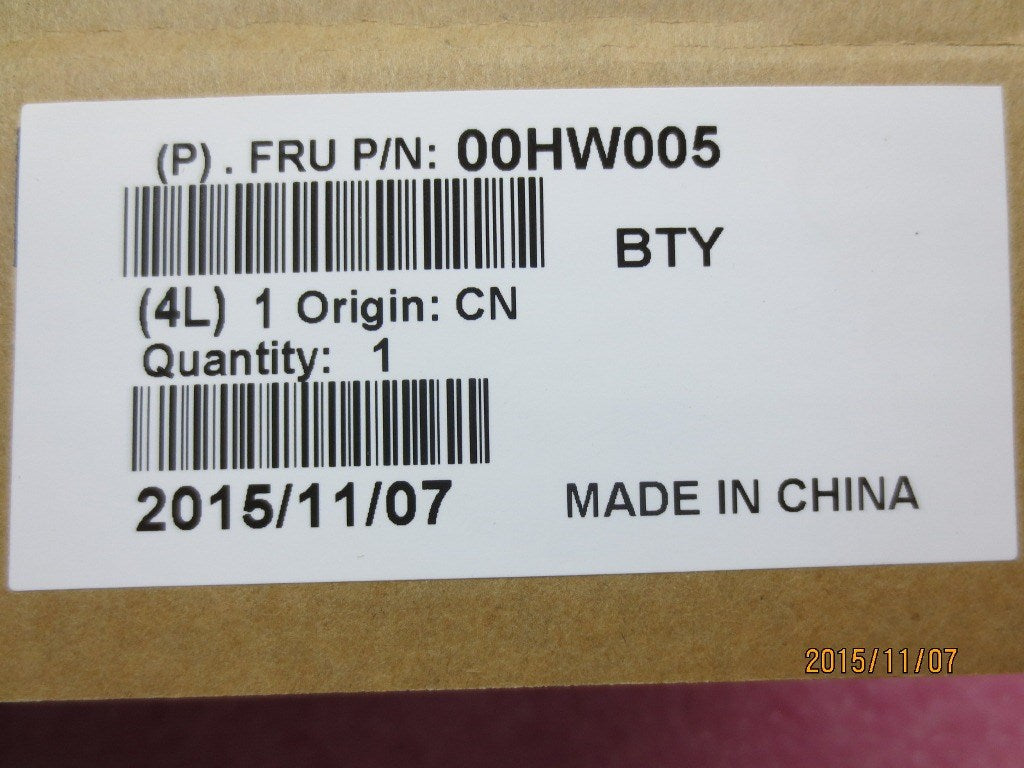 (P) . FRU P/N: 00HW005
BTY
(4L) 1 Origin: CN
Quantity: 1
2015/11/07
MADE IN CHINA
2015/11/07